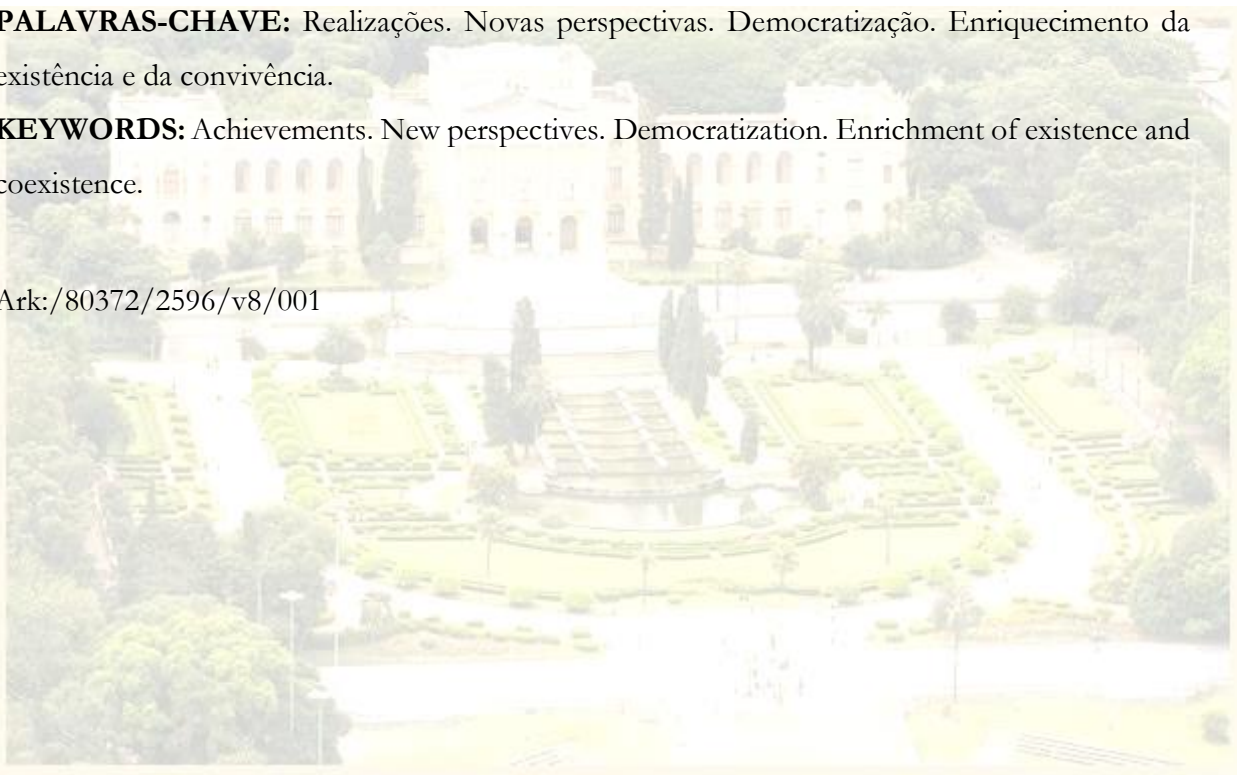 PALAVRAS-CHAVE: Realizações. Novas perspectivas. Democratização. Enriquecimento da
existência e da convivência.
KEYWORDS: Achievements. New perspectives. Democratization. Enrichment of existence and
coexistence.
Ark:/80372/2596/v8/001